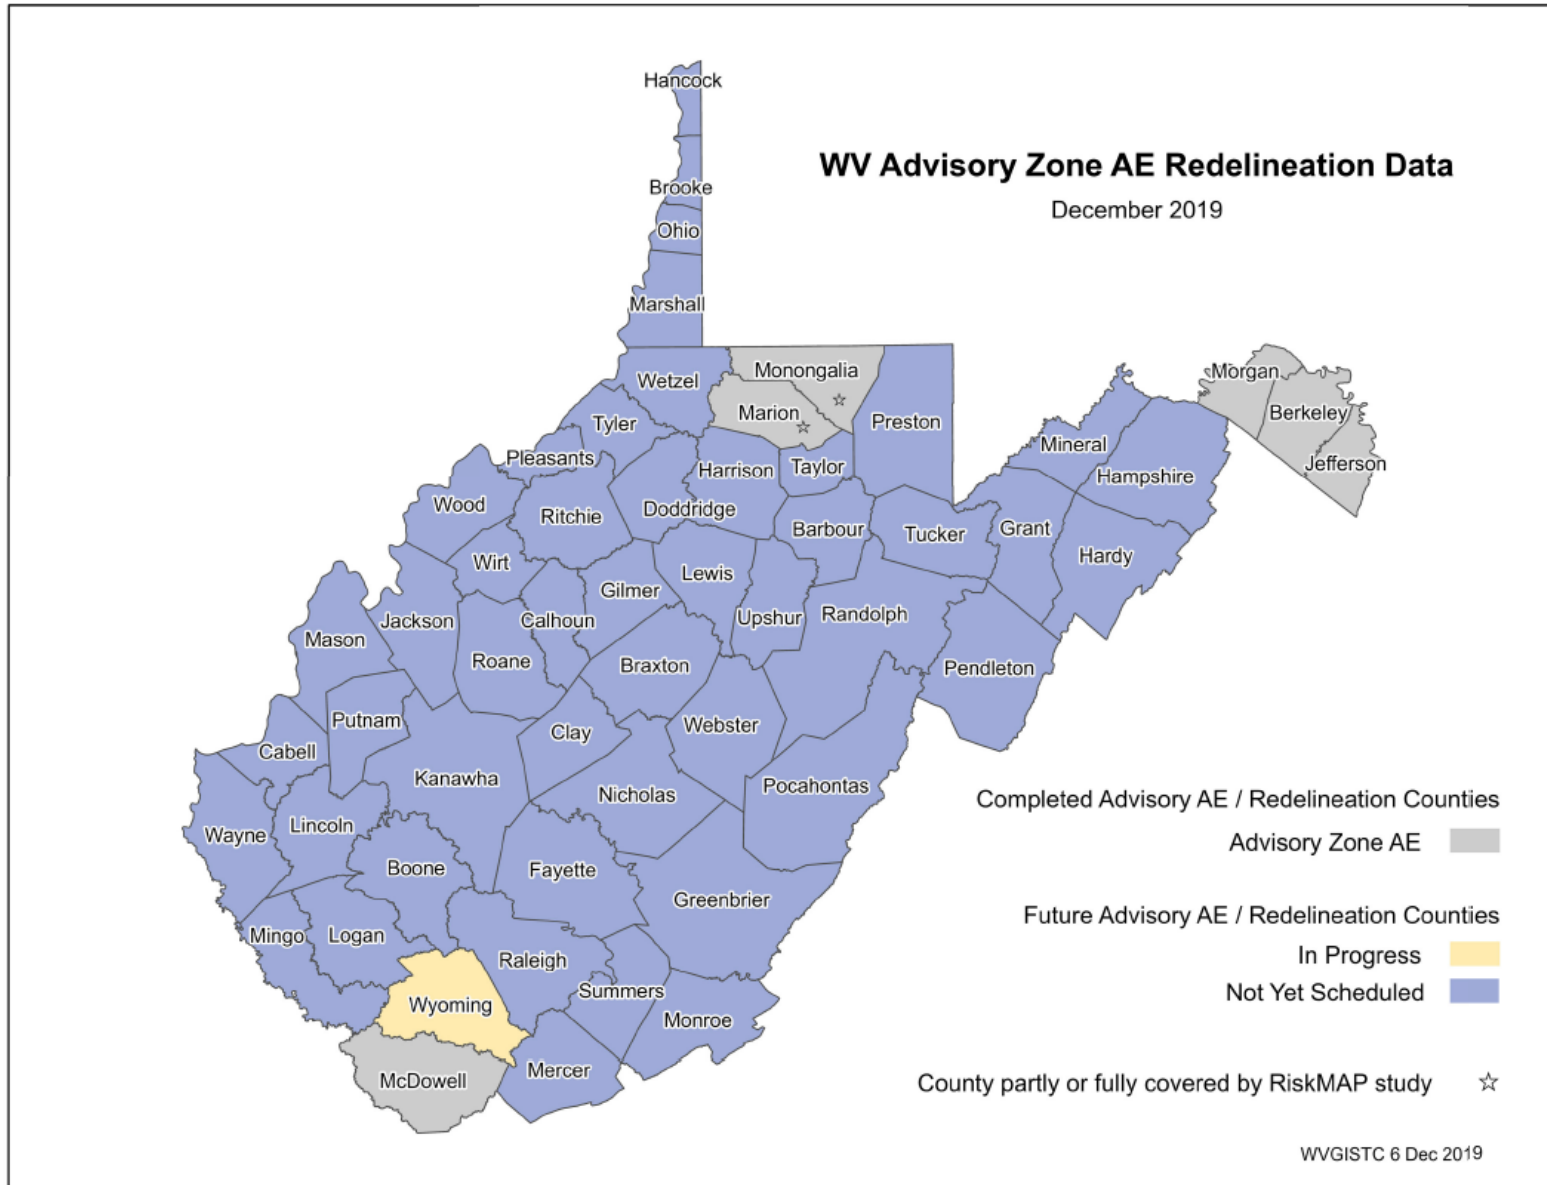 Hancock
WV Advisory Zone AE Redelineation Data
December 2019
Brooke
Ohio
Marshall
Wetzel
Monongalia
Morgan
Marion
Berkeley
Tyler
Preston
Mineral
Jefferson
Pleasants
Harrison
Taylor
Hampshire
Wood
Ritchie
Doddridge
Barbour
Tucker
Grant
Hardy
Wirt
Gilmer
Lewis
Jackson
Calhoun
Upshur
Randolph
Mason
Roane
Braxton
Pendleton
Putnam
Clay
Webster
Cabell
Kanawha
Nicholas
Pocahontas
Completed Advisory AE / Redelineation Counties
Advisory Zone AE
Wayne
Lincoln
Boone
Fayette
Greenbrier
Future Advisory AE / Redelineation Counties
Mingo
Logan
In Progress
Raleigh
Summers
Not Yet Scheduled
Wyoming
Monroe
Mercer
McDowell
County partly or fully covered by RiskMAP study ☆
WVGISTC 6 Dec 2019